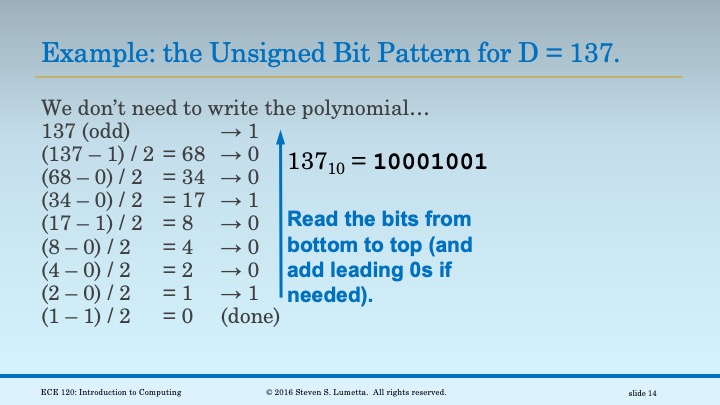 Example: the Unsigned Bit Pattern for D = 137.
We don’t need to write the polynomial…
137 (odd) → 1
(137 – 1) / 2 = 68 → 0
(68 – 0) / 2 = 34 → 0
(34 – 0) / 2 = 17 → 1
(17 – 1) / 2 = 8 → 0
(8 – 0) / 2 = 4 → 0
(4 – 0) / 2 = 2 → 0
(2 – 0) / 2 = 1 → 1
(1 – 1) / 2 = 0 (done)
137₁₀ = 10001001
Read the bits from
bottom to top (and
add leading 0s if
needed).
ECE 120: Introduction to Computing © 2016 Steven S. Lumetta. All rights reserved. slide 14